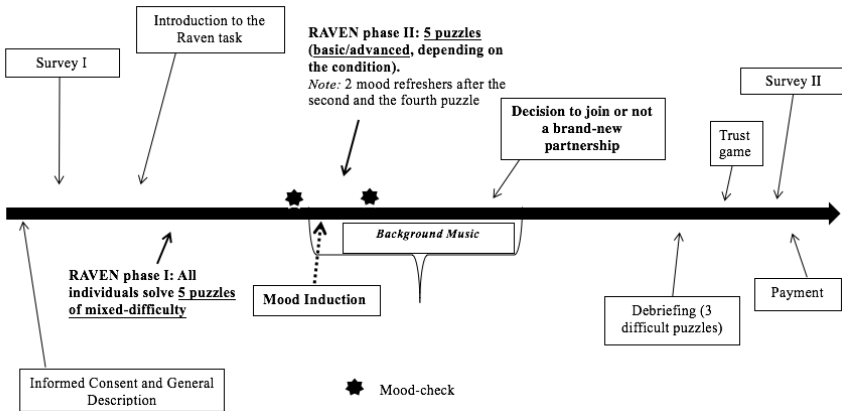 Introduction to the
Raven task
Survey I
RAVEN phase II: 5 puzzles
(basic/advanced, depending on
the condition).
Note: 2 mood refreshers after the
second and the fourth puzzle
Decision to join or not
a brand-new
partnership
Trust
game
Survey II
Background Music
RAVEN phase I: All
individuals solve 5 puzzles
of mixed-difficulty
Mood Induction
Debriefing (3
difficult puzzles)
Payment
Informed Consent and General
Description
Mood-check